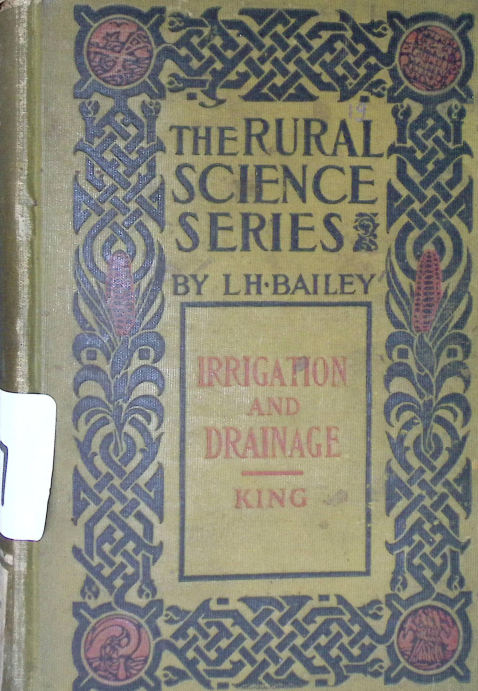 THE RURAL
SCIENCE
SERIES
BY L·H·BAILEY
IRRIGATION
AND
DRAINAGE
KING